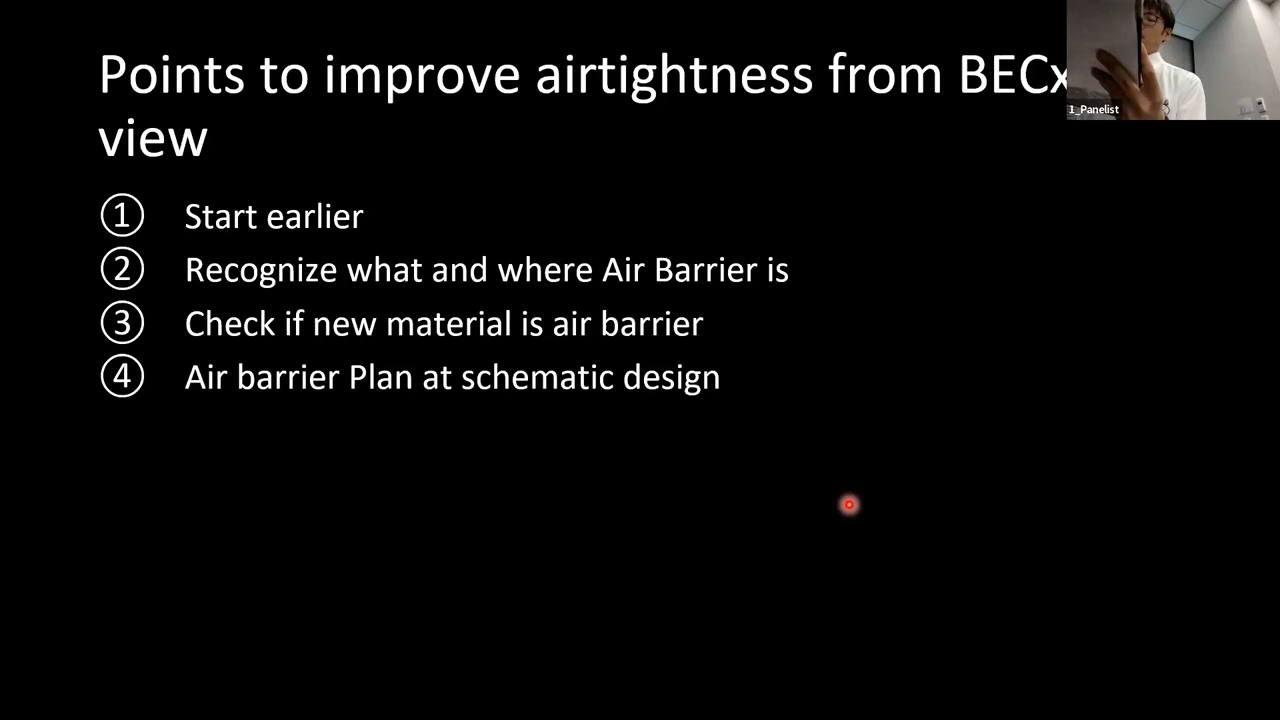 Points to improve airtightness from BECx
view
① Start earlier
② Recognize what and where Air Barrier is
③ Check if new material is air barrier
④ Air barrier Plan at schematic design
1_Panelist